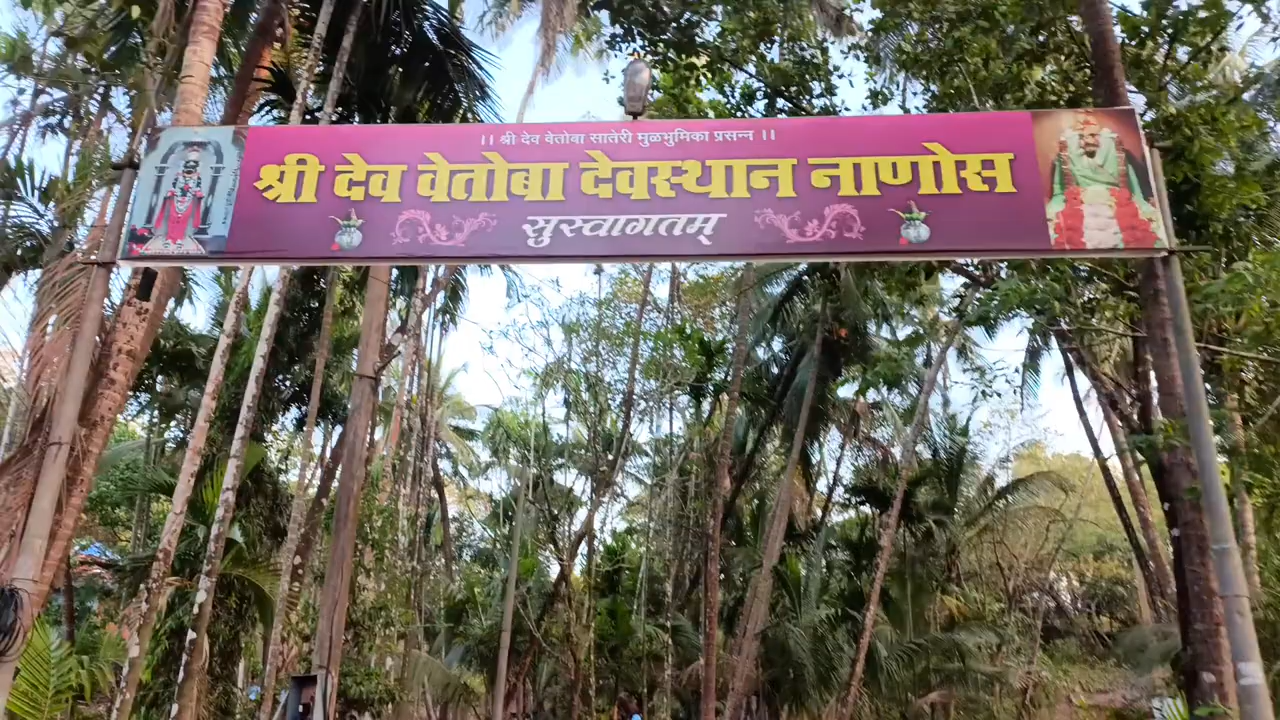 ।। श्री देव वेतोबा सातेरी मुळभुमिका प्रसन्न ।।
श्री देव वेतोबा देवस्थान नाणोस
सुस्वागतम्